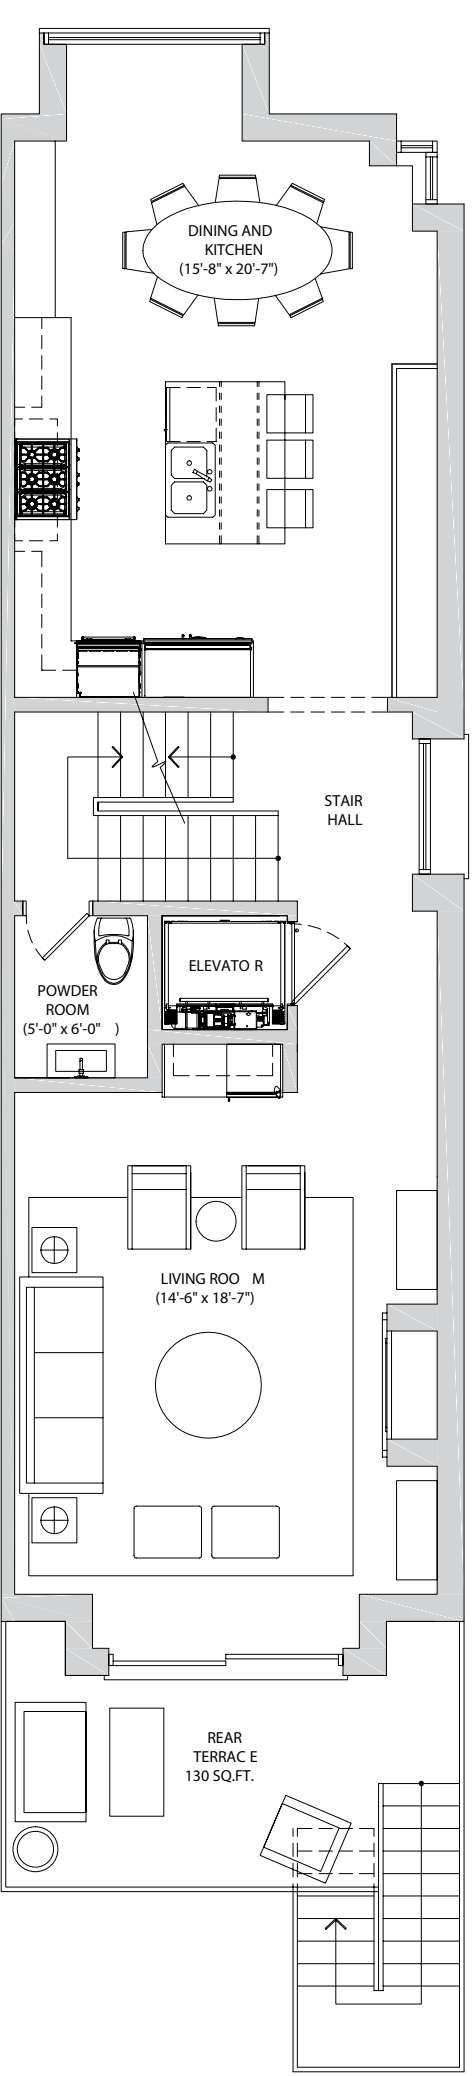 DINING AND
KITCHEN
(15'-8" x 20'-7")
STAIR
HALL
ELEVATO R
POWDER
ROOM
(5'-0" x 6'-0" )
LIVING ROO M
(14'-6" x 18'-7")
REAR
TERRAC E
130 SQ.FT.